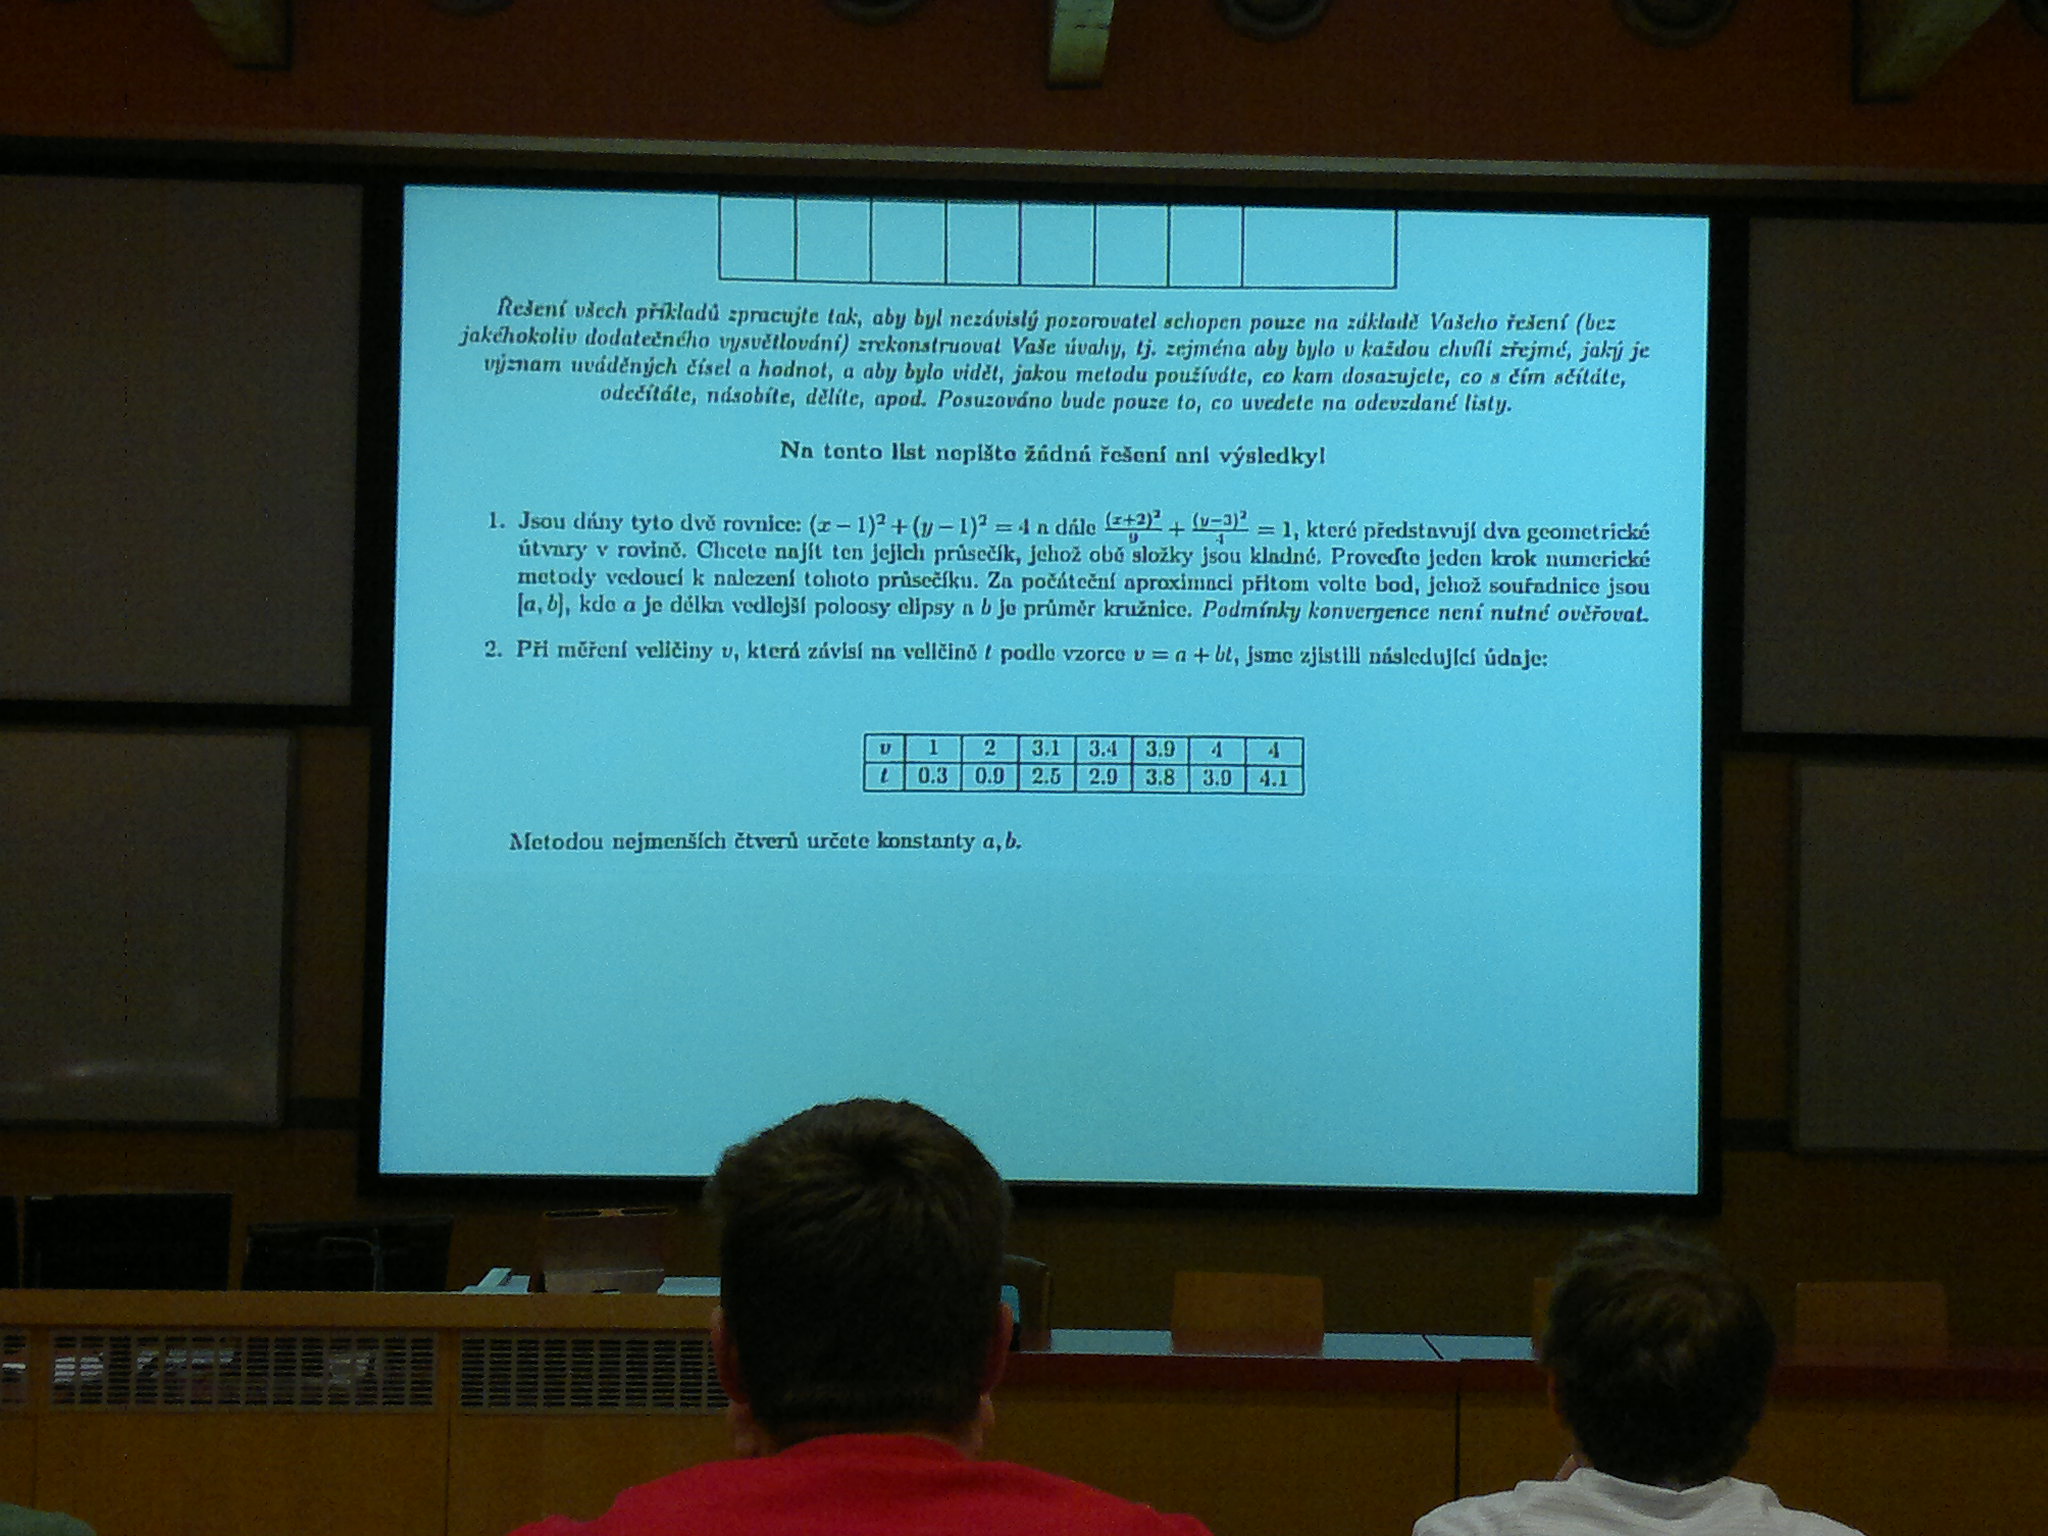 Řešení všech příkladů zpracujte tak, aby byl nezávislý pozorovatel schopen pouze na základě Vašeho řešení (bez
jakéhokoliv dodatečného vysvětlování) zrekonstruovat Vaše úvahy, tj. zejména aby bylo v každou chvíli zřejmé, jaký je
význam uváděných čísel a hodnot, a aby bylo vidět, jakou metodu používáte, co kam dosazujete, co s čím sčítáte,
odečítáte, násobíte, dělíte, apod. Posuzováno bude pouze to, co uvedete na odevzdané listy.
Na tento list nepište žádná řešení ani výsledky!
1. Jsou dány tyto dvě rovnice: (x − 1)² + (y − 1)² = 4 a dále (x+2)²/9 + (y−3)²/4 = 1, které představují dva geometrické
útvary v rovině. Chcete najít ten jejich průsečík, jehož obě složky jsou kladné. Proveďte jeden krok numerické
metody vedoucí k nalezení tohoto průsečíku. Za počáteční aproximaci přitom volte bod, jehož souřadnice jsou
[a, b], kde a je délka vedlejší poloosy elipsy a b je průměr kružnice. Podmínky konvergence není nutné ověřovat.
2. Při měření veličiny v, která závisí na veličině t podle vzorce v = a + bt, jsme zjistili následující údaje:
v 1 2 3.1 3.4 3.9 4 4
t 0.3 0.9 2.5 2.9 3.8 3.9 4.1
Metodou nejmenších čtverů určete konstanty a, b.